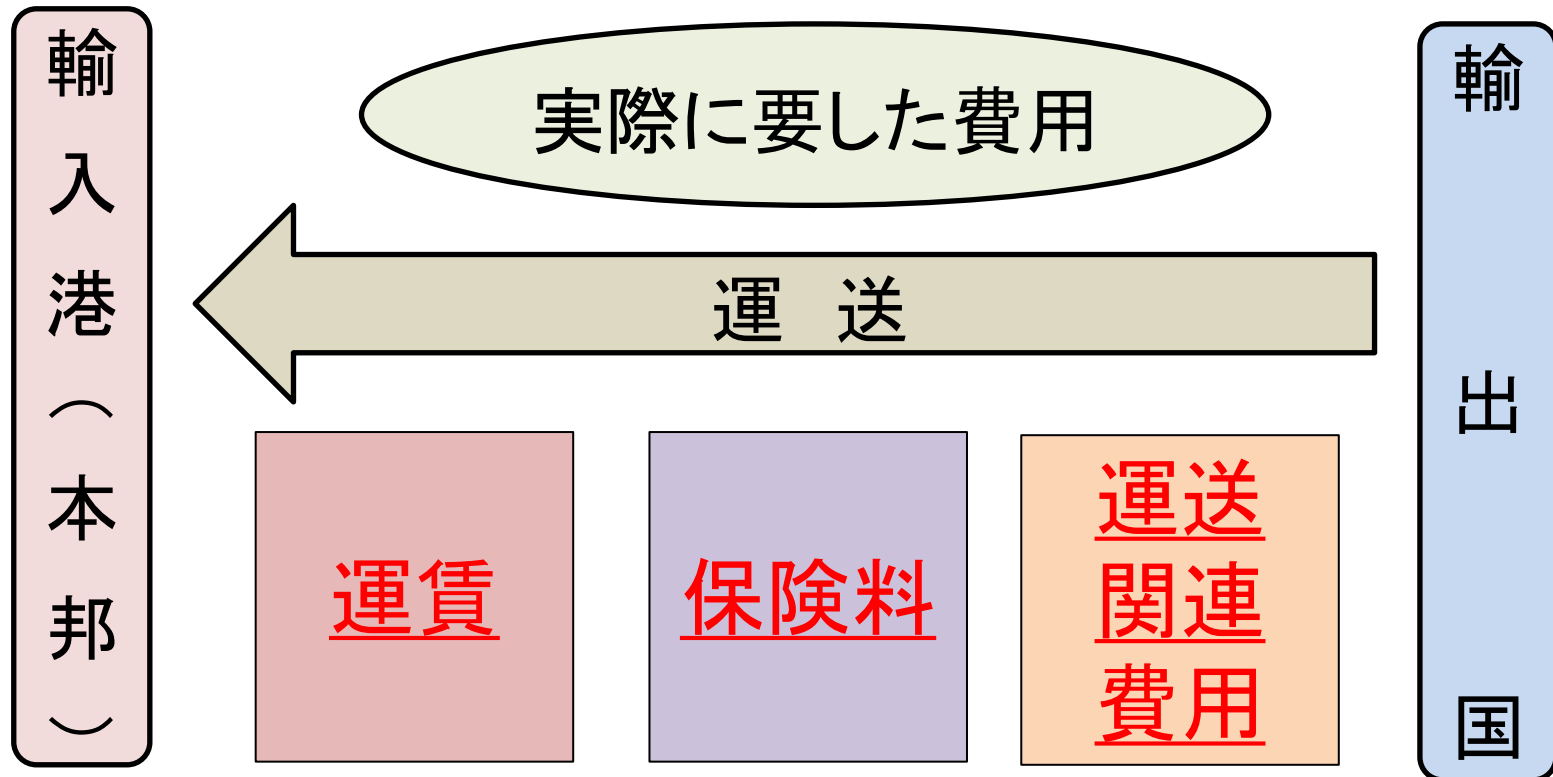 輸入港（本邦）
実際に要した費用
運　送
運賃
保険料
運送
関連
費用
輸出国